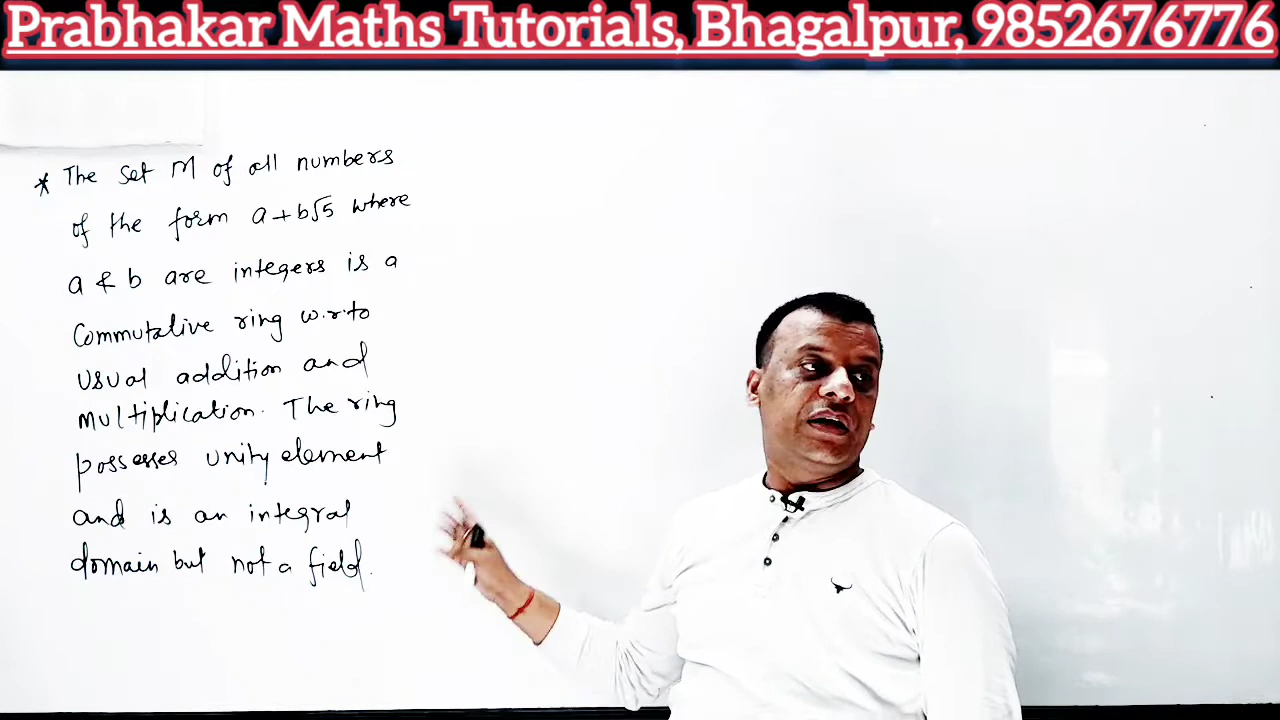 Prabhakar Maths Tutorials, Bhagalpur, 9852676776
* The set M of all numbers
of the form a+b√5 where
a & b are integers is a
Commutative ring w.r.to
usual addition and
multiplication. The ring
possesses unity element
and is an integral
domain but not a field.